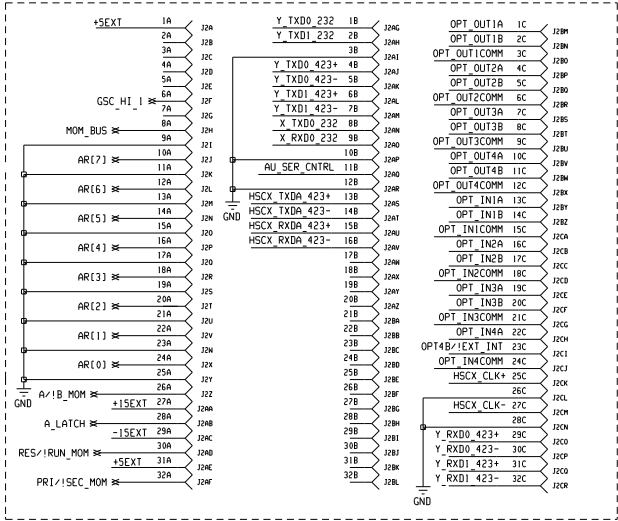 +5EXT 1A J2A
2A J2B
3A J2C
4A J2D
5A J2E
GSC_HI_1 6A J2F
7A J2G
MOM_BUS 8A J2H
9A J2I
AR[7] 10A J2J
11A J2K
AR[6] 12A J2L
13A J2M
AR[5] 14A J2N
15A J2O
AR[4] 16A J2P
17A J2Q
AR[3] 18A J2R
19A J2S
AR[2] 20A J2T
21A J2U
AR[1] 22A J2V
23A J2W
AR[0] 24A J2X
25A J2Y
GND
A/!B_MOM 26A J2Z
+15EXT 27A J2AA
A_LATCH 28A J2AB
-15EXT 29A J2AC
RES/!RUN_MOM 30A J2AD
+5EXT 31A J2AE
PRI/!SEC_MOM 32A J2AF
Y_TXD0_232 1B J2AG
Y_TXD1_232 2B J2AH
3B J2AI
Y_TXD0_423+ 4B J2AJ
Y_TXD0_423- 5B J2AK
Y_TXD1_423+ 6B J2AL
Y_TXD1_423- 7B J2AM
X_TXD0_232 8B J2AN
X_RXD0_232 9B J2AO
10B J2AP
AU_SER_CNTRL 11B J2AQ
12B J2AR
GND
HSCX_TXDA_423+ 13B J2AS
HSCX_TXDA_423- 14B J2AT
HSCX_RXDA_423+ 15B J2AU
HSCX_RXDA_423- 16B J2AV
17B J2AW
18B J2AX
19B J2AY
20B J2AZ
21B J2BA
22B J2BB
23B J2BC
24B J2BD
25B J2BE
26B J2BF
27B J2BG
28B J2BH
29B J2BI
30B J2BJ
31B J2BK
32B J2BL
OPT_OUT1A 1C J2BM
OPT_OUT1B 2C J2BN
OPT_OUT1COMM 3C J2BO
OPT_OUT2A 4C J2BP
OPT_OUT2B 5C J2BQ
OPT_OUT2COMM 6C J2BR
OPT_OUT3A 7C J2BS
OPT_OUT3B 8C J2BT
OPT_OUT3COMM 9C J2BU
OPT_OUT4A 10C J2BV
OPT_OUT4B 11C J2BW
OPT_OUT4COMM 12C J2BX
OPT_IN1A 13C J2BY
OPT_IN1B 14C J2BZ
OPT_IN1COMM 15C J2CA
OPT_IN2A 16C J2CB
OPT_IN2B 17C J2CC
OPT_IN2COMM 18C J2CD
OPT_IN3A 19C J2CE
OPT_IN3B 20C J2CF
OPT_IN3COMM 21C J2CG
OPT_IN4A 22C J2CH
OPT4B/!EXT_INT 23C J2CI
OPT_IN4COMM 24C J2CJ
HSCX_CLK+ 25C J2CK
26C J2CL
HSCX_CLK- 27C J2CM
28C J2CN
Y_RXD0_423+ 29C J2CO
Y_RXD0_423- 30C J2CP
Y_RXD1_423+ 31C J2CQ
Y_RXD1_423- 32C J2CR
GND